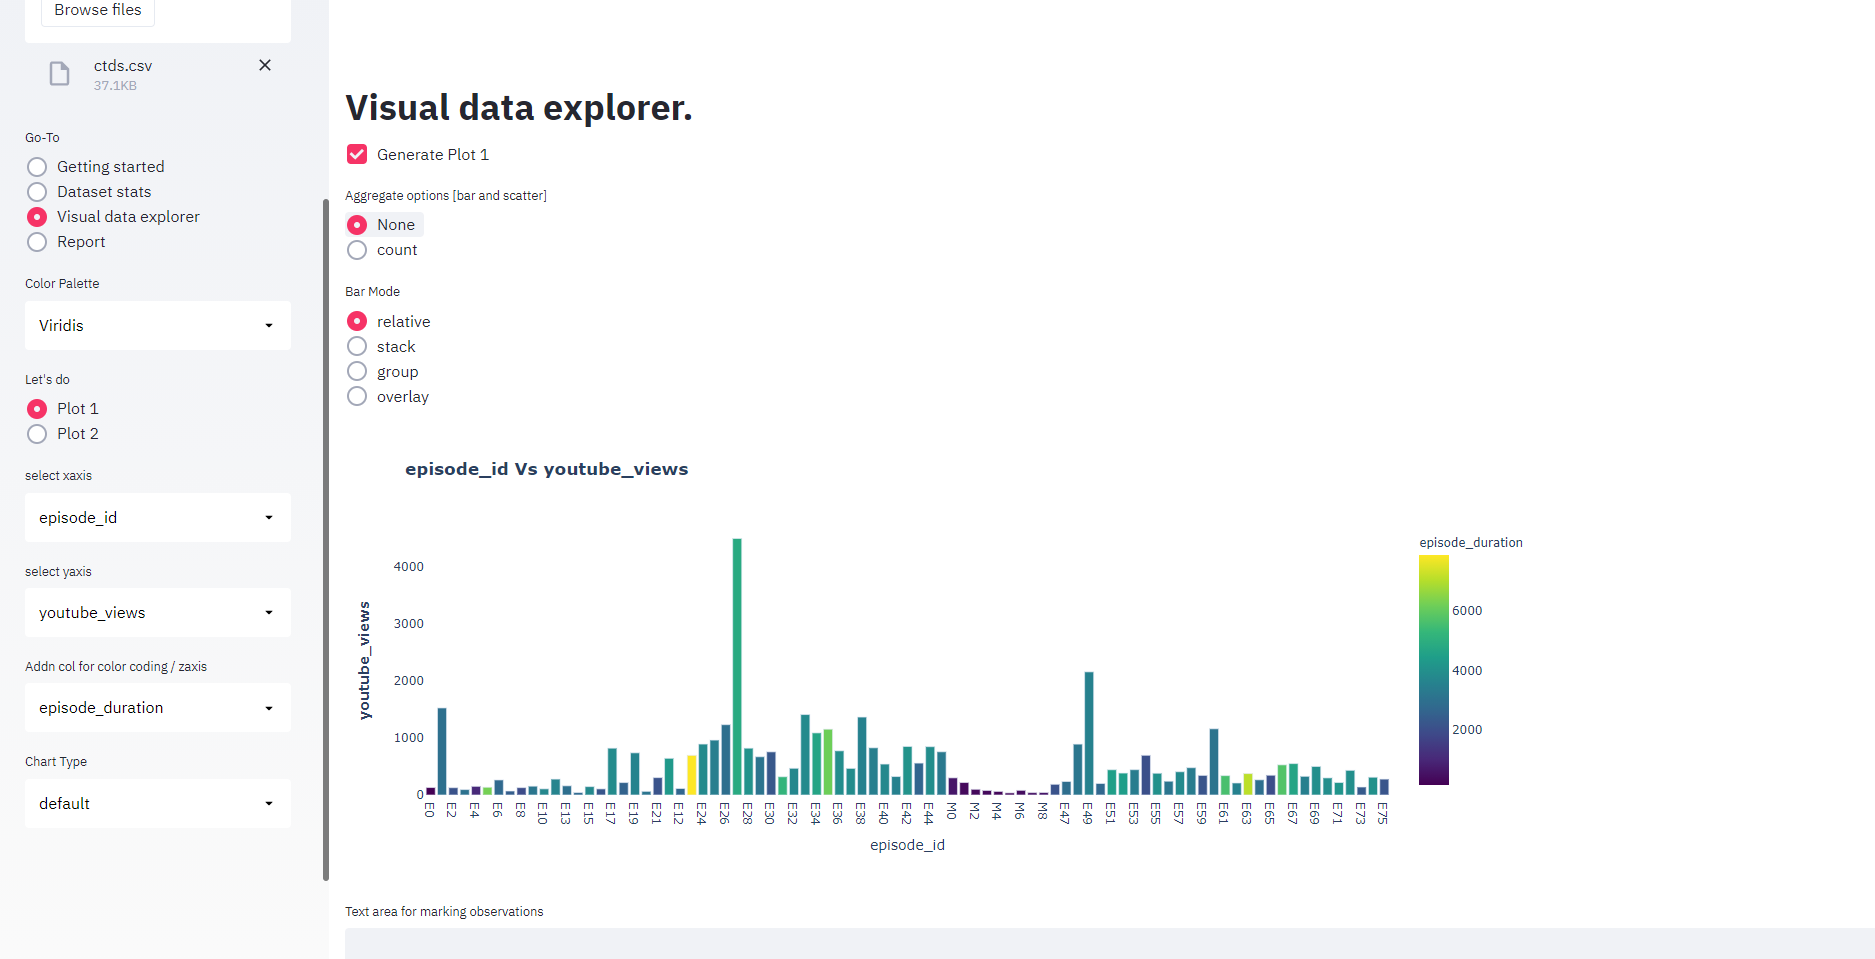 Browse files
ctds.csv
37.1KB
Go-To
Getting started
Dataset stats
Visual data explorer
Report
Color Palette
Viridis
Let's do
Plot 1
Plot 2
select xaxis
episode_id
select yaxis
youtube_views
Addn col for color coding / zaxis
episode_duration
Chart Type
default
Visual data explorer.
Generate Plot 1
Aggregate options [bar and scatter]
None
count
Bar Mode
relative
stack
group
overlay
episode_id Vs youtube_views
youtube_views
4000
3000
2000
1000
0
E0 E2 E4 E6 E8 E10 E13 E15 E17 E19 E21 E12 E24 E26 E28 E30 E32 E34 E36 E38 E40 E42 E44 M0 M2 M4 M6 M8 E47 E49 E51 E53 E55 E57 E59 E61 E63 E65 E67 E69 E71 E73 E75
episode_id
episode_duration
6000
4000
2000
Text area for marking observations